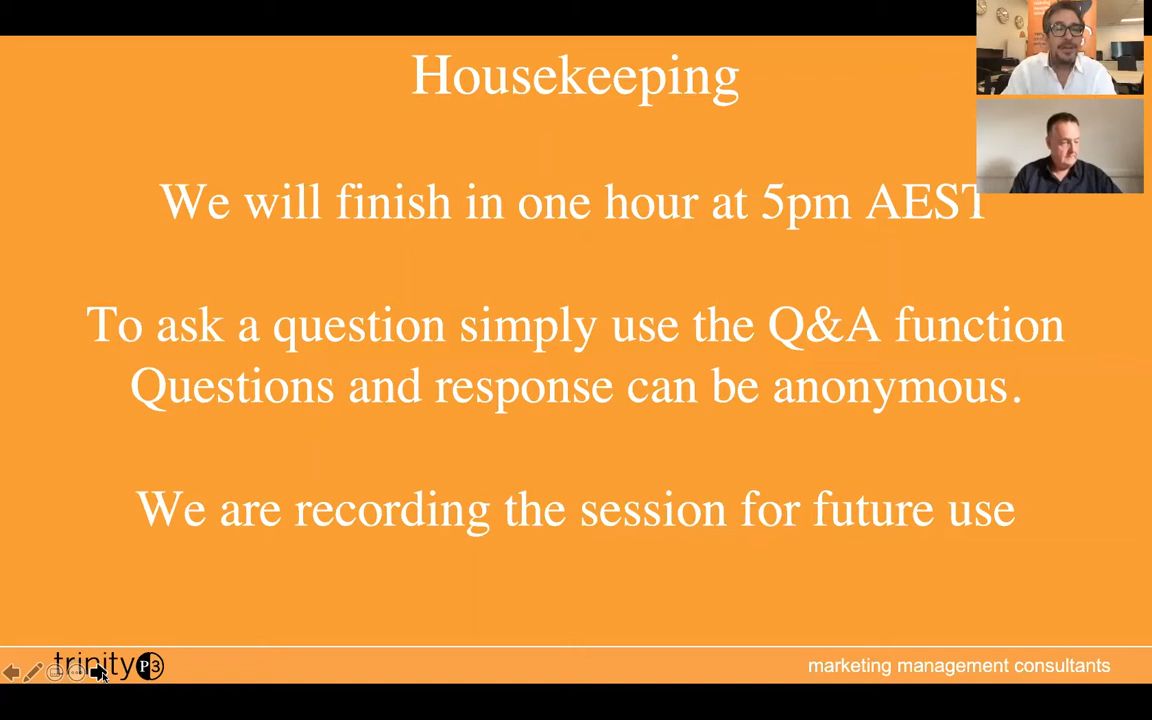 Housekeeping
We will finish in one hour at 5pm AEST
To ask a question simply use the Q&A function
Questions and response can be anonymous.
We are recording the session for future use
trinity P3
marketing management consultants